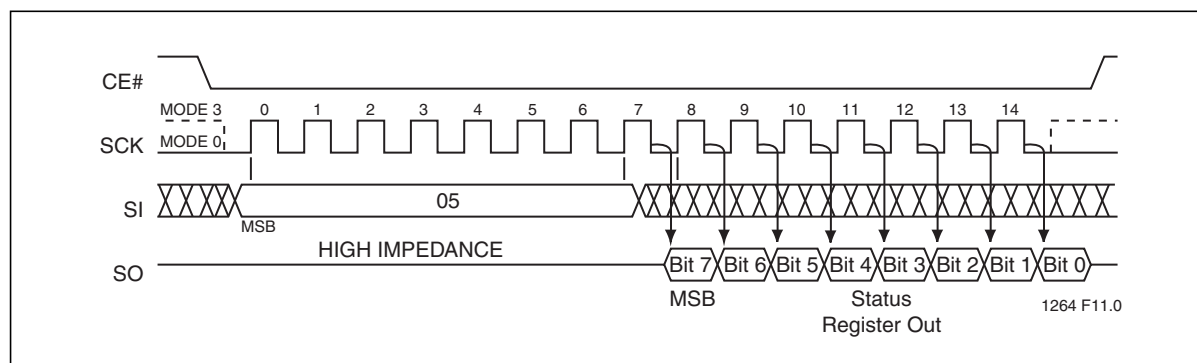 CE#
MODE 3 0 1 2 3 4 5 6 7 8 9 10 11 12 13 14
SCK MODE 0
SI 05
MSB
HIGH IMPEDANCE
SO Bit 7 Bit 6 Bit 5 Bit 4 Bit 3 Bit 2 Bit 1 Bit 0
MSB Status
Register Out
1264 F11.0